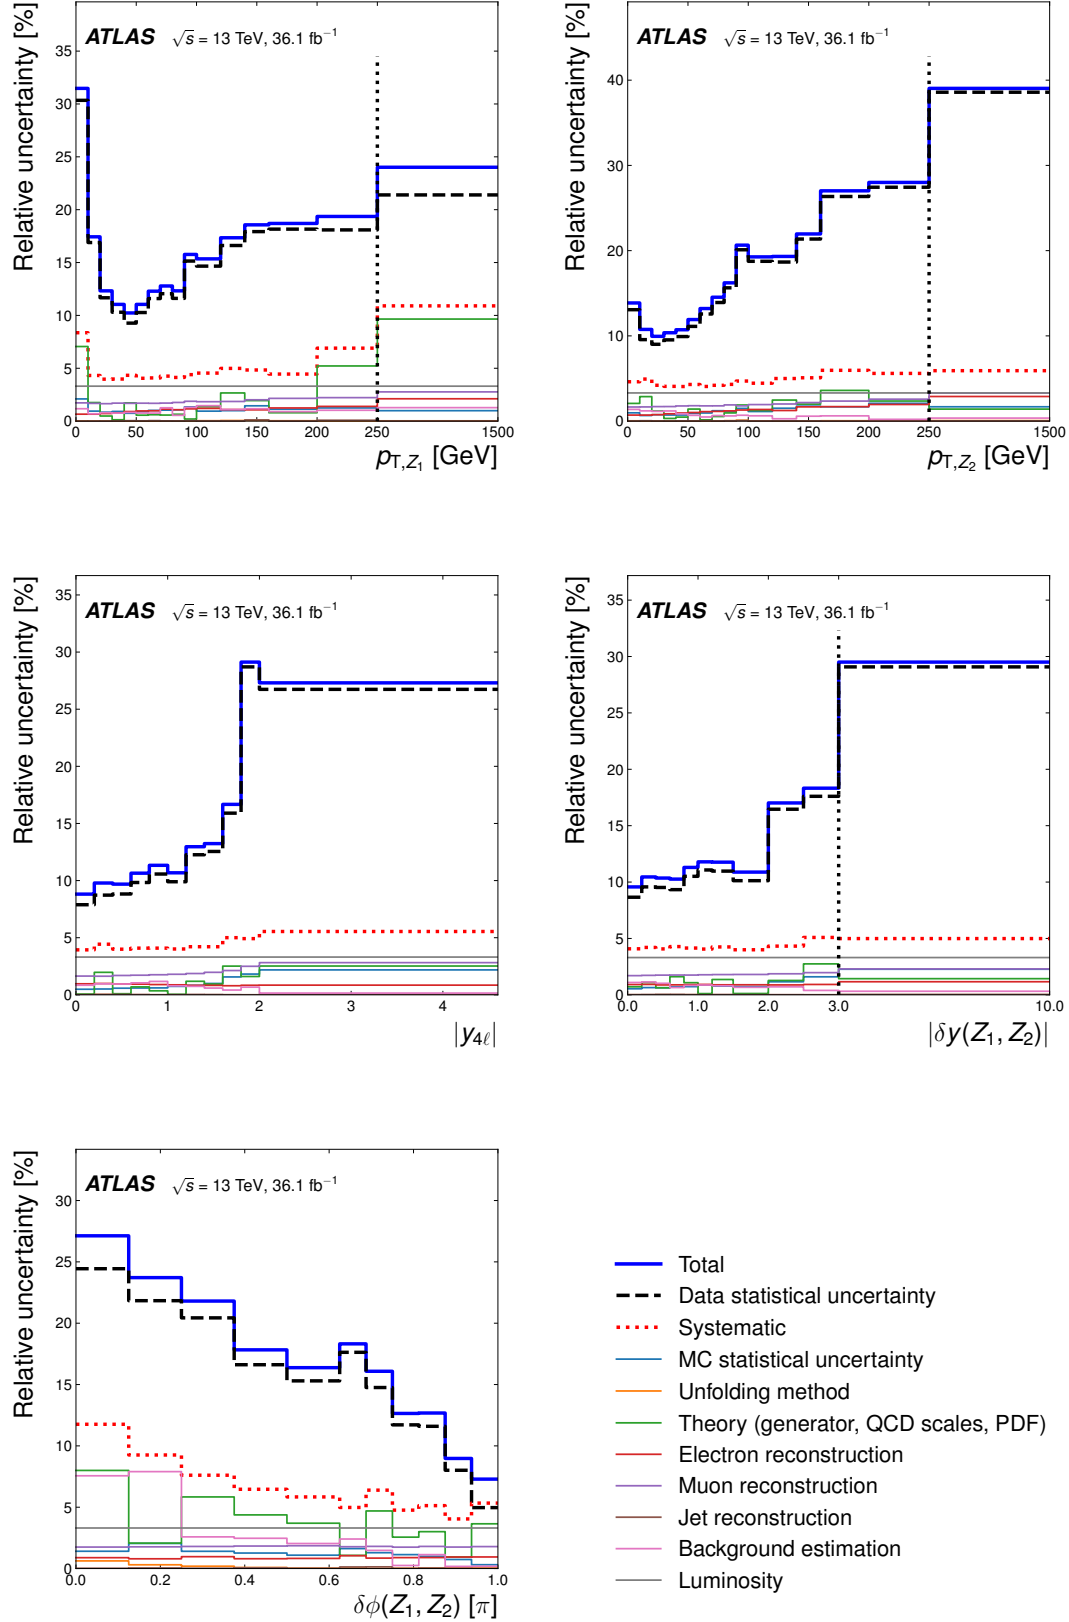 Relative uncertainty [%]
ATLAS √s = 13 TeV, 36.1 fb⁻¹
35
30
25
20
15
10
5
0
0 50 100 150 200 250 1500
p_T,Z₁ [GeV]
Relative uncertainty [%]
ATLAS √s = 13 TeV, 36.1 fb⁻¹
40
30
20
10
0
0 50 100 150 200 250 1500
p_T,Z₂ [GeV]
Relative uncertainty [%]
ATLAS √s = 13 TeV, 36.1 fb⁻¹
35
30
25
20
15
10
5
0
0 1 2 3 4
|y₄ℓ|
Relative uncertainty [%]
ATLAS √s = 13 TeV, 36.1 fb⁻¹
35
30
25
20
15
10
5
0
0.0 1.0 2.0 3.0 10.0
|δy(Z₁, Z₂)|
Relative uncertainty [%]
ATLAS √s = 13 TeV, 36.1 fb⁻¹
30
25
20
15
10
5
0
0.0 0.2 0.4 0.6 0.8 1.0
δϕ(Z₁, Z₂) [π]
Total
Data statistical uncertainty
Systematic
MC statistical uncertainty
Unfolding method
Theory (generator, QCD scales, PDF)
Electron reconstruction
Muon reconstruction
Jet reconstruction
Background estimation
Luminosity